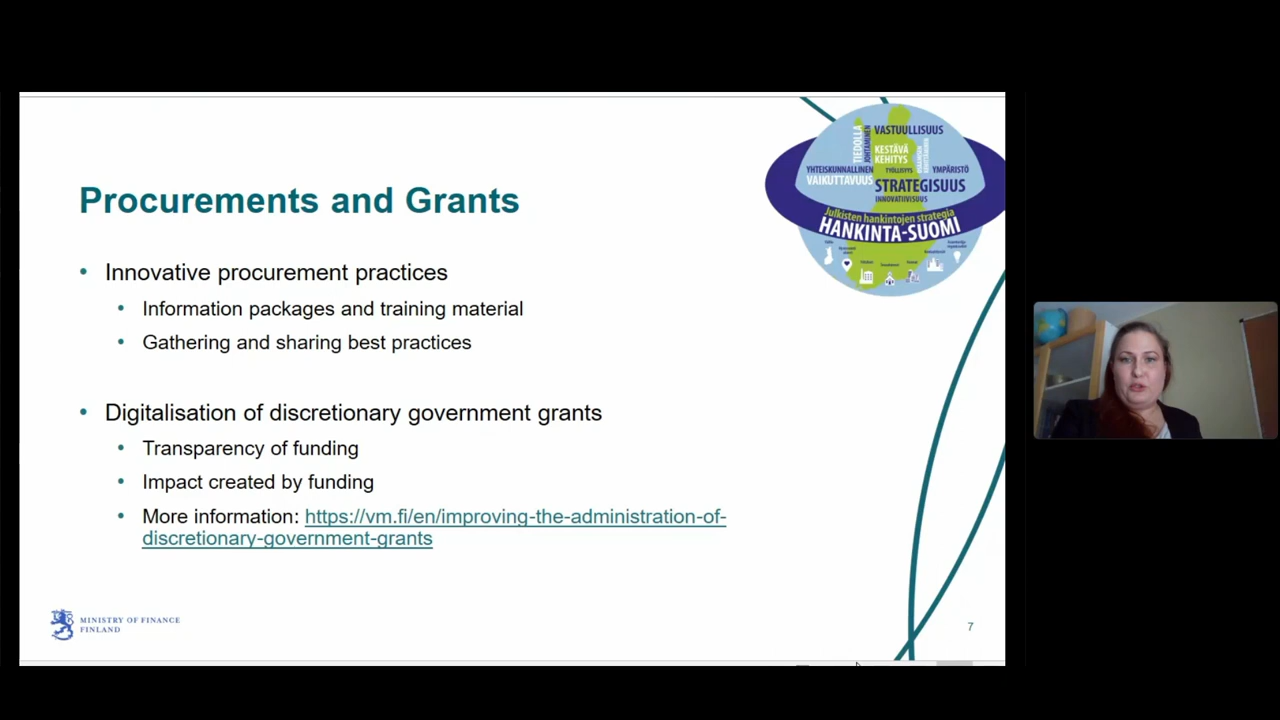 Procurements and Grants
• Innovative procurement practices
• Information packages and training material
• Gathering and sharing best practices
• Digitalisation of discretionary government grants
• Transparency of funding
• Impact created by funding
• More information: https://vm.fi/en/improving-the-administration-of-
discretionary-government-grants
TIEDOLLA
JOHTAMINEN
VASTUULLISUUS
KESTÄVÄ
KEHITYS
YHTEISKUNNALLINEN
VAIKUTTAVUUS
TYÖLLISYYS
YMPÄRISTÖ
STRATEGISUUS
INNOVATIIVISUUS
Julkisten hankintojen strategia
HANKINTA-SUOMI
MINISTRY OF FINANCE
FINLAND
7